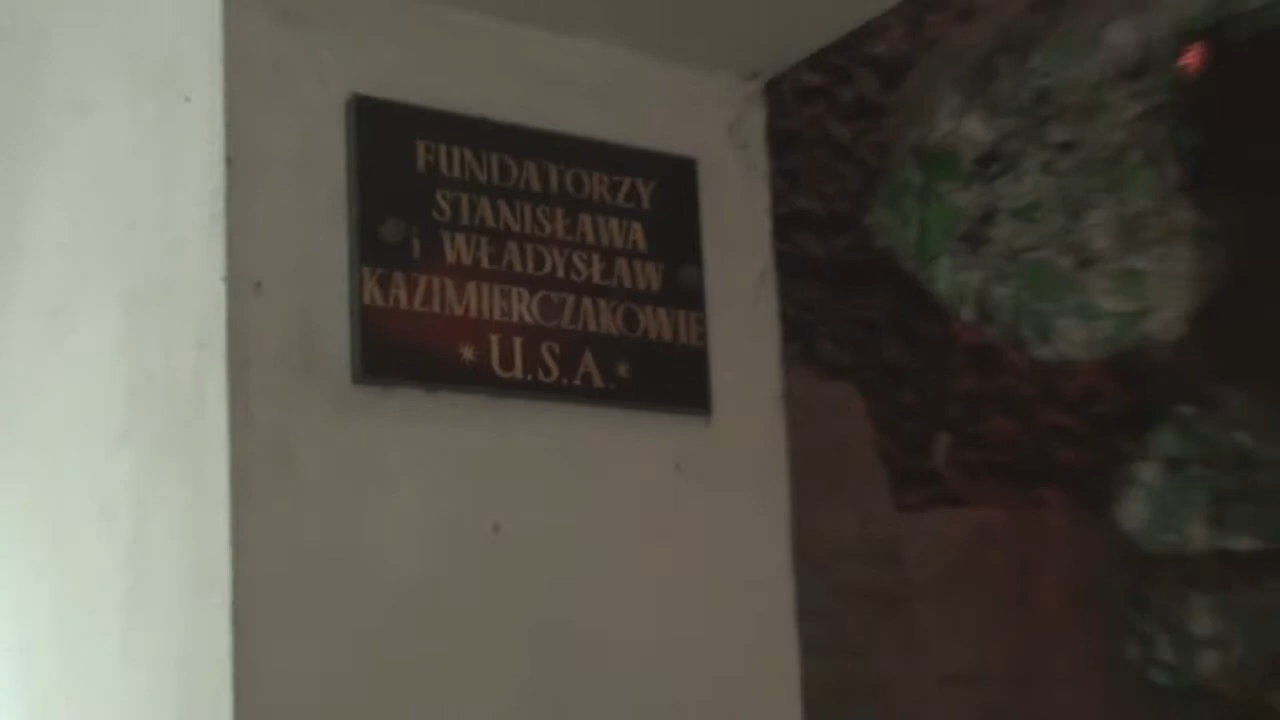 FUNDATORZY
STANISŁAWA
i WŁADYSŁAW
KAZIMIERCZAKOWIE
* U.S.A. *